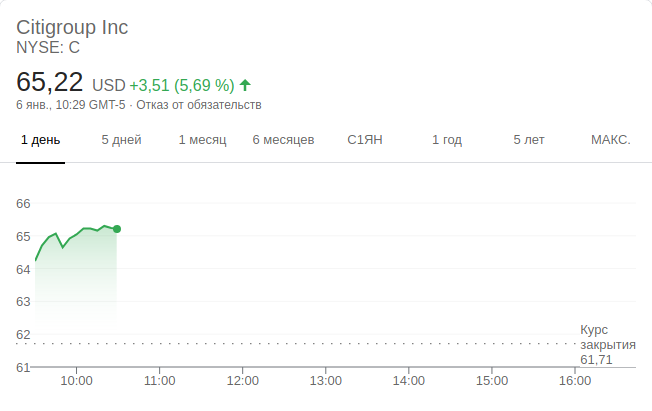 Citigroup Inc
NYSE: C
65,22 USD +3,51 (5,69 %)
6 янв., 10:29 GMT-5 · Отказ от обязательств
1 день 5 дней 1 месяц 6 месяцев С1ЯН 1 год 5 лет МАКС.
66
65
64
63
62
Курс
закрытия
61,71
61
10:00 11:00 12:00 13:00 14:00 15:00 16:00